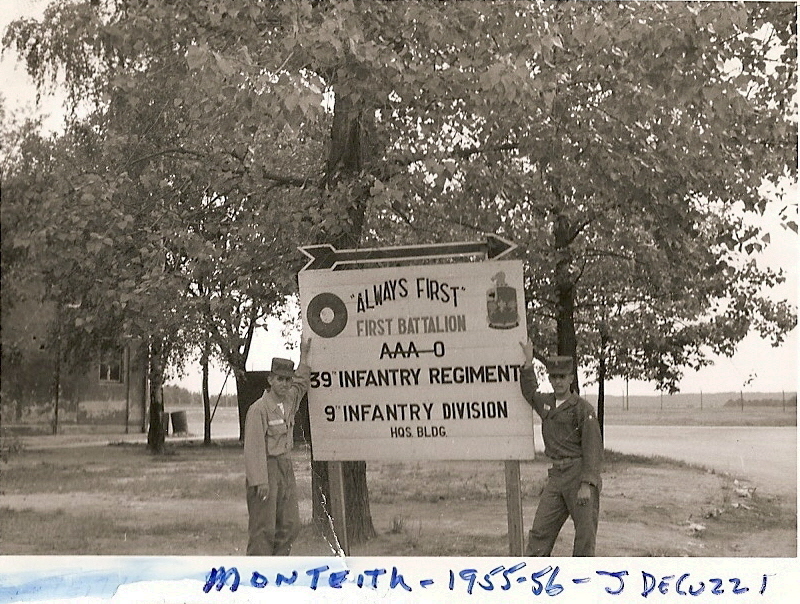 "ALWAYS FIRST"
FIRST BATTALION
AAA-O
39TH INFANTRY REGIMENT
9TH INFANTRY DIVISION
HQS. BLDG.
MONTEITH - 1955-56 - J DECUZZI